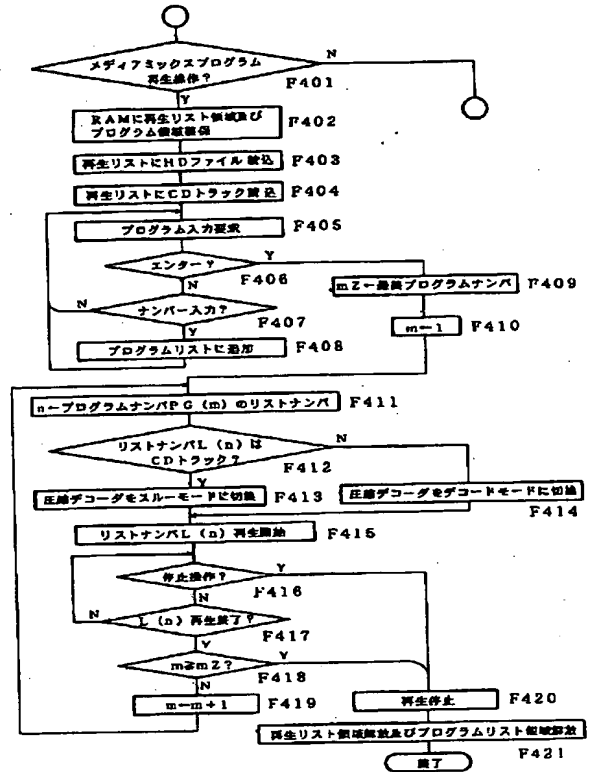 メディアミックスプログラム
再生操作?
N
F401
Y
RAMに再生リスト領域及び
プログラム領域確保
F402
再生リストにHDファイル読込
F403
再生リストにCDトラック読込
F404
プログラム入力要求
F405
エンター?
Y
F406
N
mZ←最終プログラムナンバ
F409
ナンバー入力?
N
F407
Y
m←1
F410
プログラムリストに追加
F408
n←プログラムナンバPG(m)のリストナンバ
F411
リストナンバL(n)は
CDトラック?
N
F412
Y
圧縮デコーダをスルーモードに切換
F413
圧縮デコーダをデコードモードに切換
F414
リストナンバL(n)再生開始
F415
停止操作?
Y
F416
N
L(n)再生終了?
N
F417
Y
m≧mZ?
Y
F418
N
m←m+1
F419
再生停止
F420
再生リスト領域解放及びプログラムリスト領域解放
F421
終了